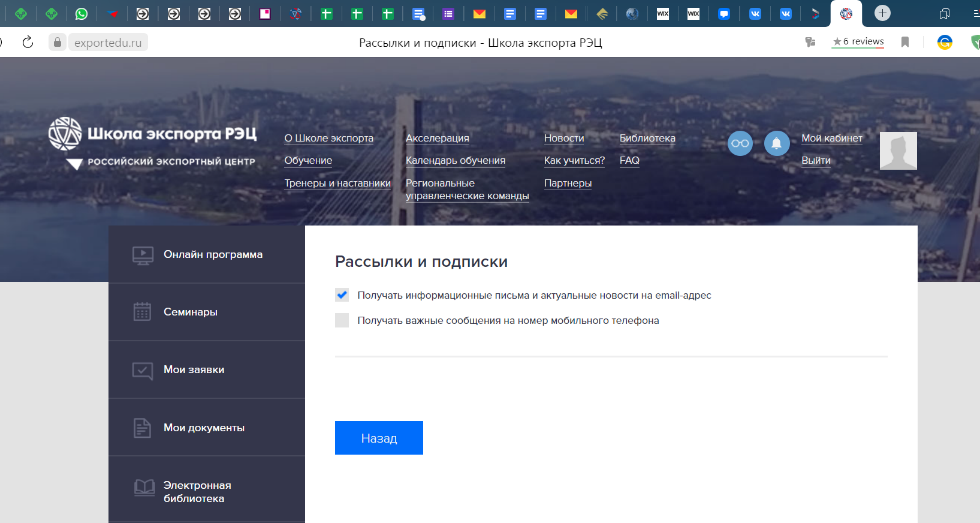 WIX
WIX
exportedu.ru
Рассылки и подписки - Школа экспорта РЭЦ
★6 reviews
Школа экспорта РЭЦ
РОССИЙСКИЙ ЭКСПОРТНЫЙ ЦЕНТР
О Школе экспорта
Обучение
Тренеры и наставники
Акселерация
Календарь обучения
Региональные
управленческие команды
Новости
Как учиться?
Партнеры
Библиотека
FAQ
Мой кабинет
Выйти
Онлайн программа
Семинары
Мои заявки
Мои документы
Электронная
библиотека
Рассылки и подписки
Получать информационные письма и актуальные новости на email-адрес
Получать важные сообщения на номер мобильного телефона
Назад